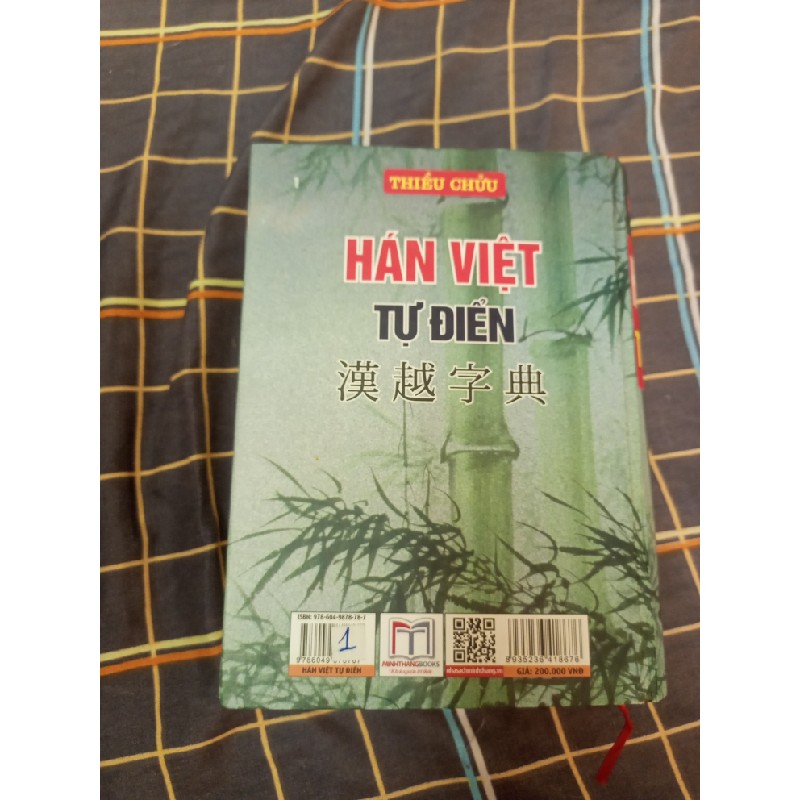 THIỀU CHỬU
HÁN VIỆT
TỰ ĐIỂN
漢越字典
1
MINHTHANGBOOKS
HÁN VIỆT TỰ ĐIỂN
GIÁ: 200.000 VNĐ